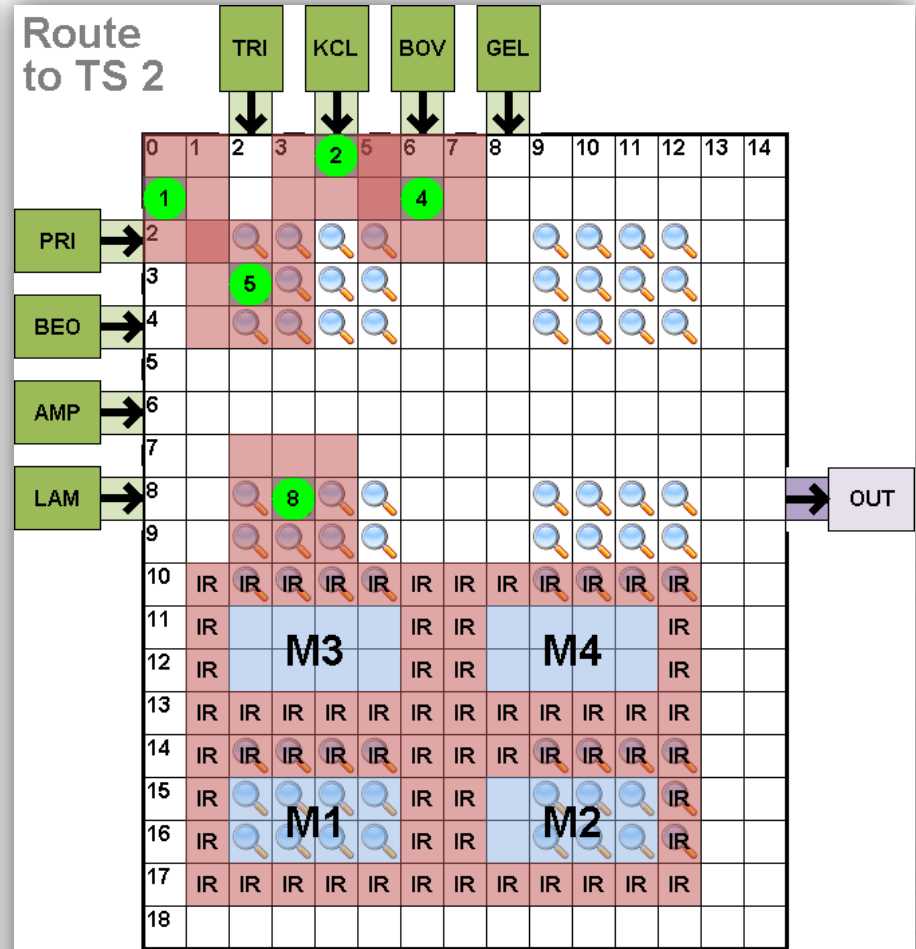 Route
to TS 2
TRI KCL BOV GEL
0 1 2 3 2 5 6 7 8 9 10 11 12 13 14
1 4
PRI 2
3 5
BEO 4
5
AMP 6
7
LAM 8 8 OUT
9
10 IR IR IR IR IR IR IR IR IR IR IR IR
11 IR IR IR IR
M3 M4
12 IR IR IR IR
13 IR IR IR IR IR IR IR IR IR IR IR IR
14 IR IR IR IR IR IR IR IR IR IR IR IR
15 IR IR IR IR
M1 M2
16 IR IR IR IR
17 IR IR IR IR IR IR IR IR IR IR IR IR
18